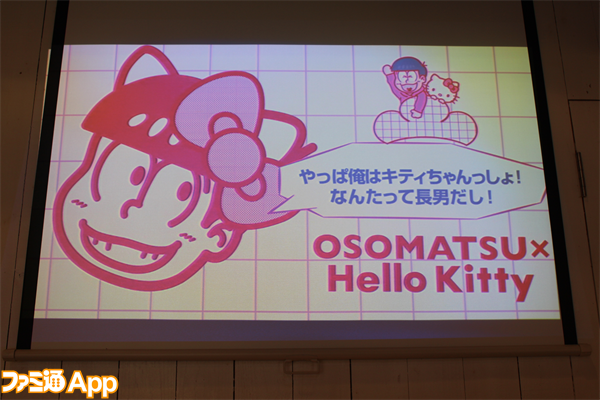 やっぱ俺はキティちゃんっしょ!
なんたって長男だし!
OSOMATSU×
Hello Kitty
ファミ通App